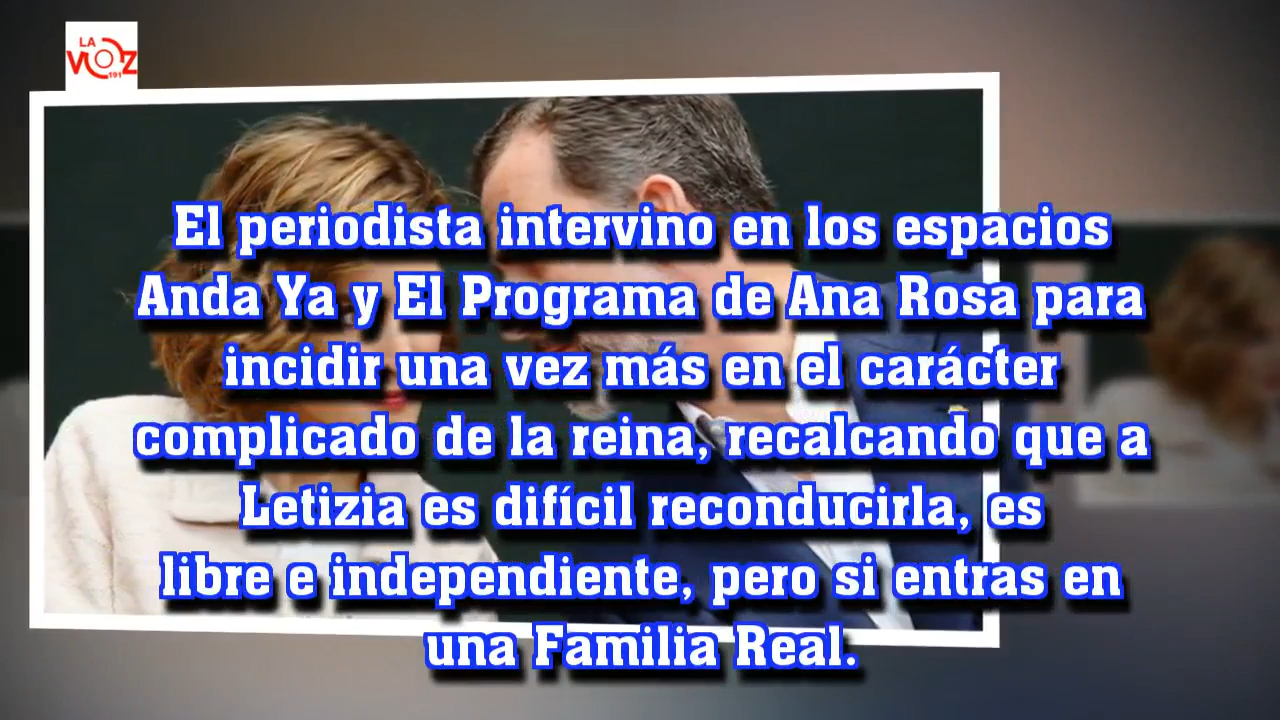 LA
VOZ
191
El periodista intervino en los espacios
Anda Ya y El Programa de Ana Rosa para
incidir una vez más en el carácter
complicado de la reina, recalcando que a
Letizia es difícil reconducirla, es
libre e independiente, pero si entras en
una Familia Real.